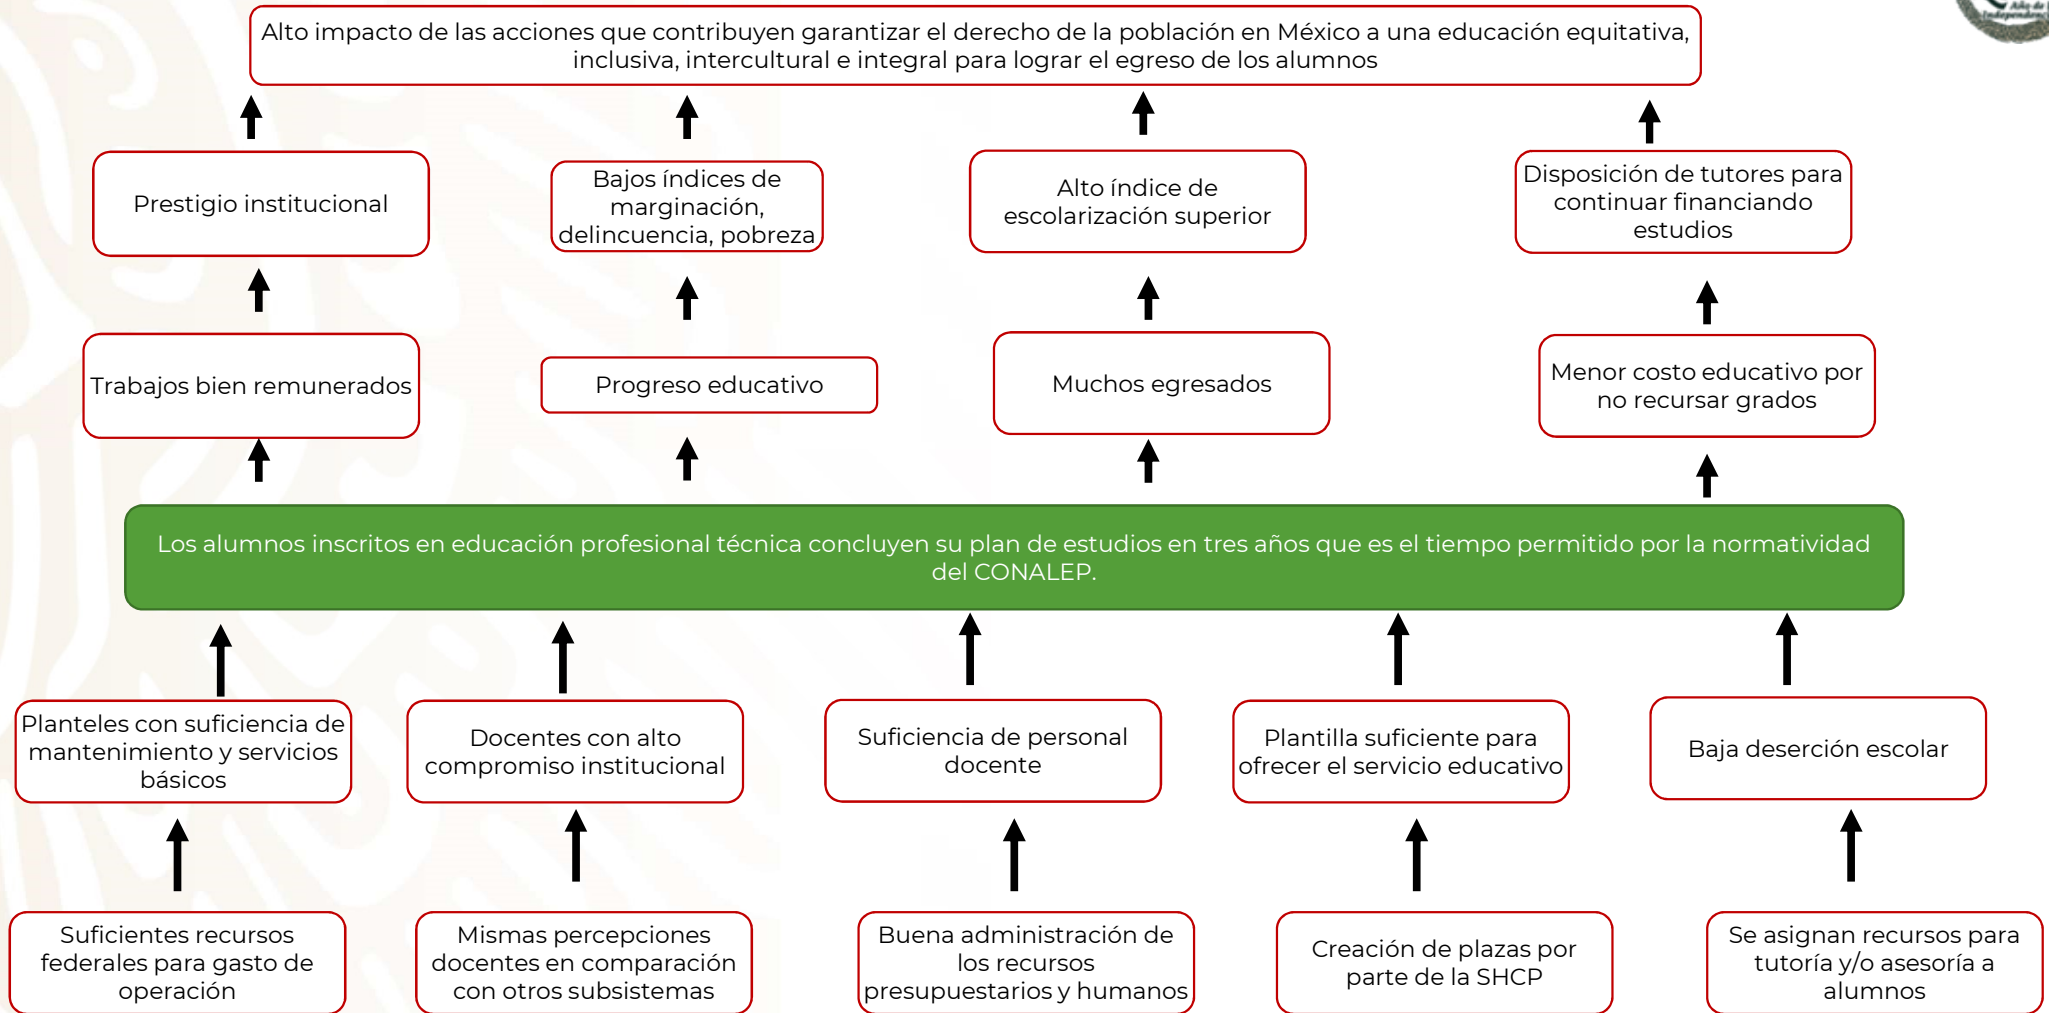 Año de la
Independencia
Alto impacto de las acciones que contribuyen garantizar el derecho de la población en México a una educación equitativa,
inclusiva, intercultural e integral para lograr el egreso de los alumnos
Prestigio institucional
Bajos índices de
marginación,
delincuencia, pobreza
Alto índice de
escolarización superior
Disposición de tutores para
continuar financiando
estudios
Trabajos bien remunerados
Progreso educativo
Muchos egresados
Menor costo educativo por
no recursar grados
Los alumnos inscritos en educación profesional técnica concluyen su plan de estudios en tres años que es el tiempo permitido por la normatividad
del CONALEP.
Planteles con suficiencia de
mantenimiento y servicios
básicos
Docentes con alto
compromiso institucional
Suficiencia de personal
docente
Plantilla suficiente para
ofrecer el servicio educativo
Baja deserción escolar
Suficientes recursos
federales para gasto de
operación
Mismas percepciones
docentes en comparación
con otros subsistemas
Buena administración de
los recursos
presupuestarios y humanos
Creación de plazas por
parte de la SHCP
Se asignan recursos para
tutoría y/o asesoría a
alumnos